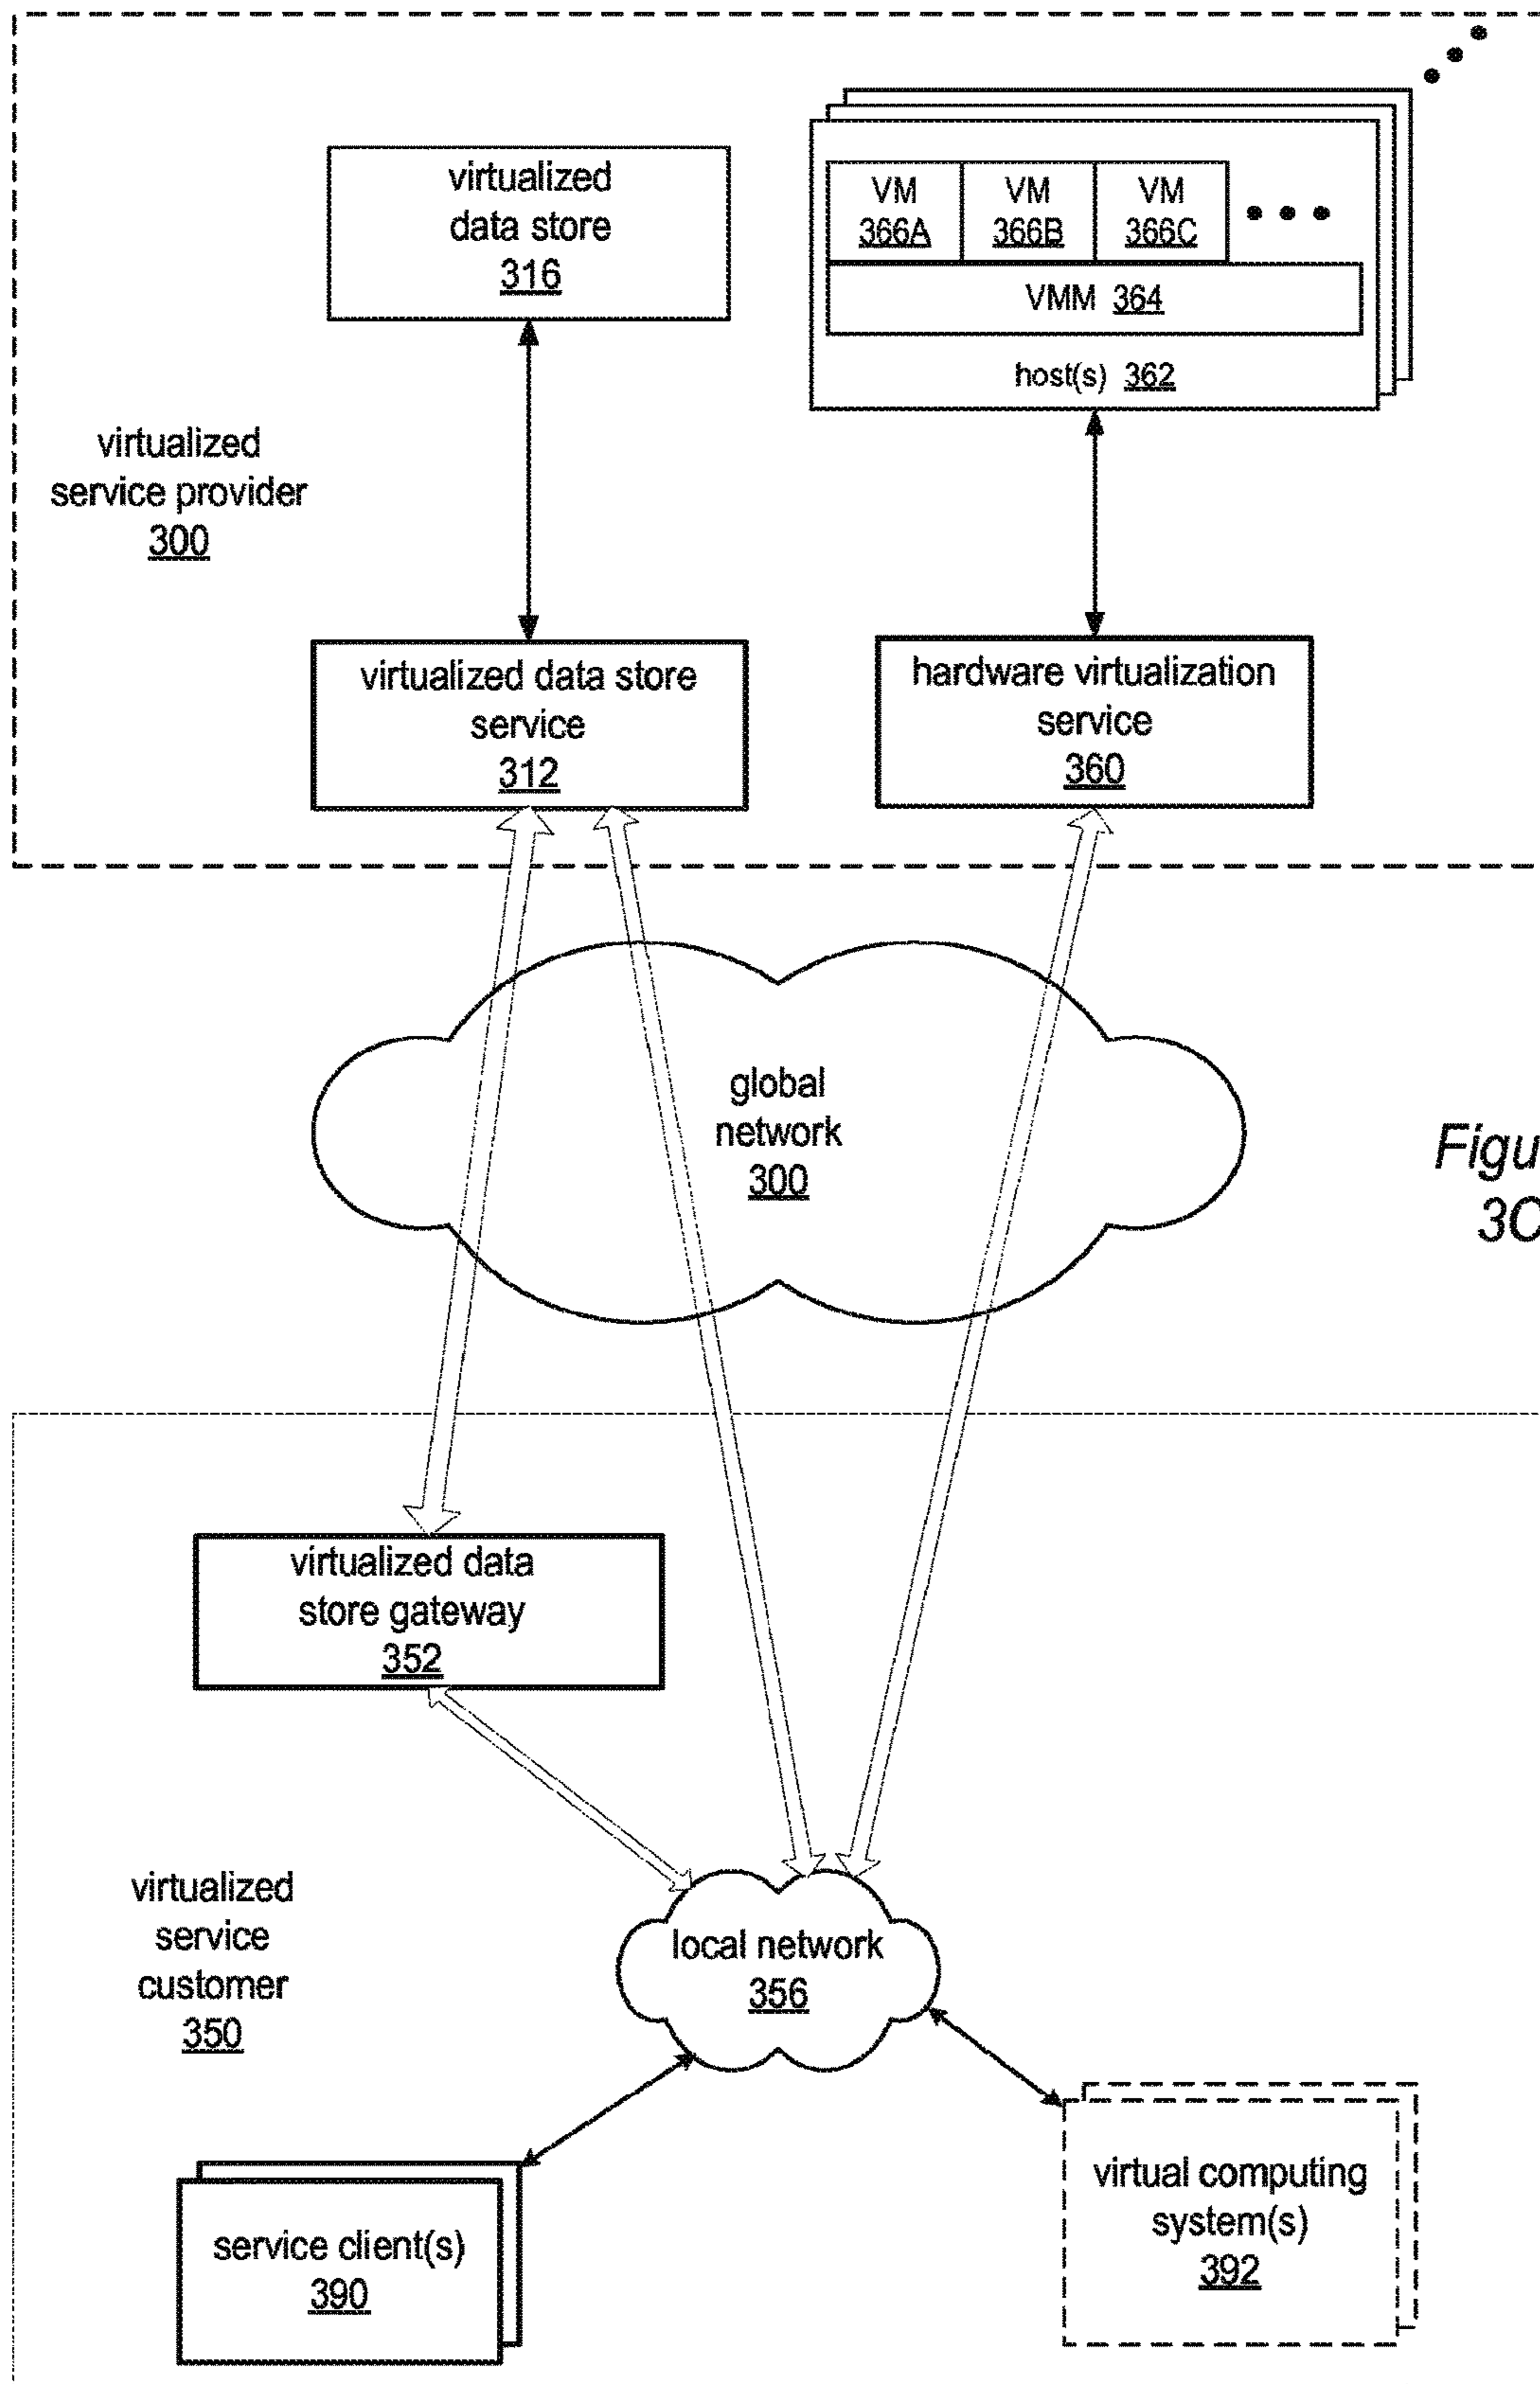 virtualized
data store
316
VM
366A
VM
366B
VM
366C
VMM 364
host(s) 362
virtualized
service provider
300
virtualized data store
service
312
hardware virtualization
service
360
global
network
300
Figu
3C
virtualized data
store gateway
352
virtualized
service
customer
350
local network
356
virtual computing
system(s)
392
service client(s)
390